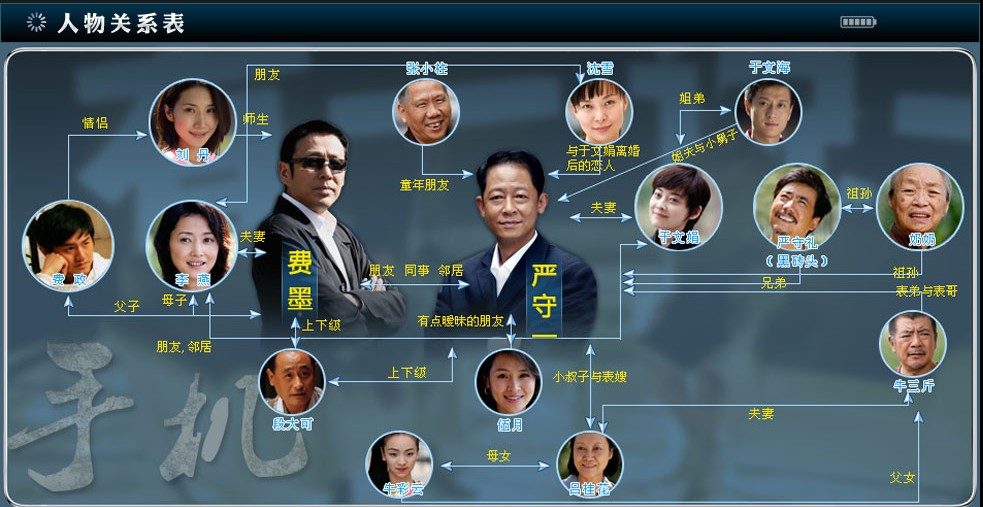 人物关系表
朋友
张小柱
沈雪
于文海
情侣
师生
刘丹
姐弟
姐夫与小舅子
与于文娟离婚
后的恋人
童年朋友
夫妻
于文娟
严守礼
（黑砖头）
祖孙
奶奶
费政
李燕
夫妻
费墨
朋友 同事 邻居
严守一
祖孙
兄弟
表弟与表哥
父子
母子
上下级
有点暧昧的朋友
朋友,邻居
段大可
上下级
伍月
小叔子与表嫂
牛三斤
夫妻
手机
牛彩云
母女
吕桂花
父女